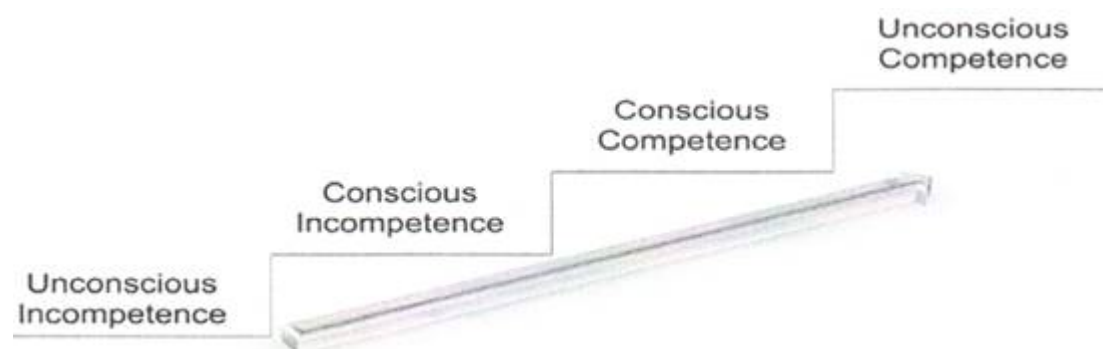 Unconscious
Competence
Conscious
Competence
Conscious
Incompetence
Unconscious
Incompetence